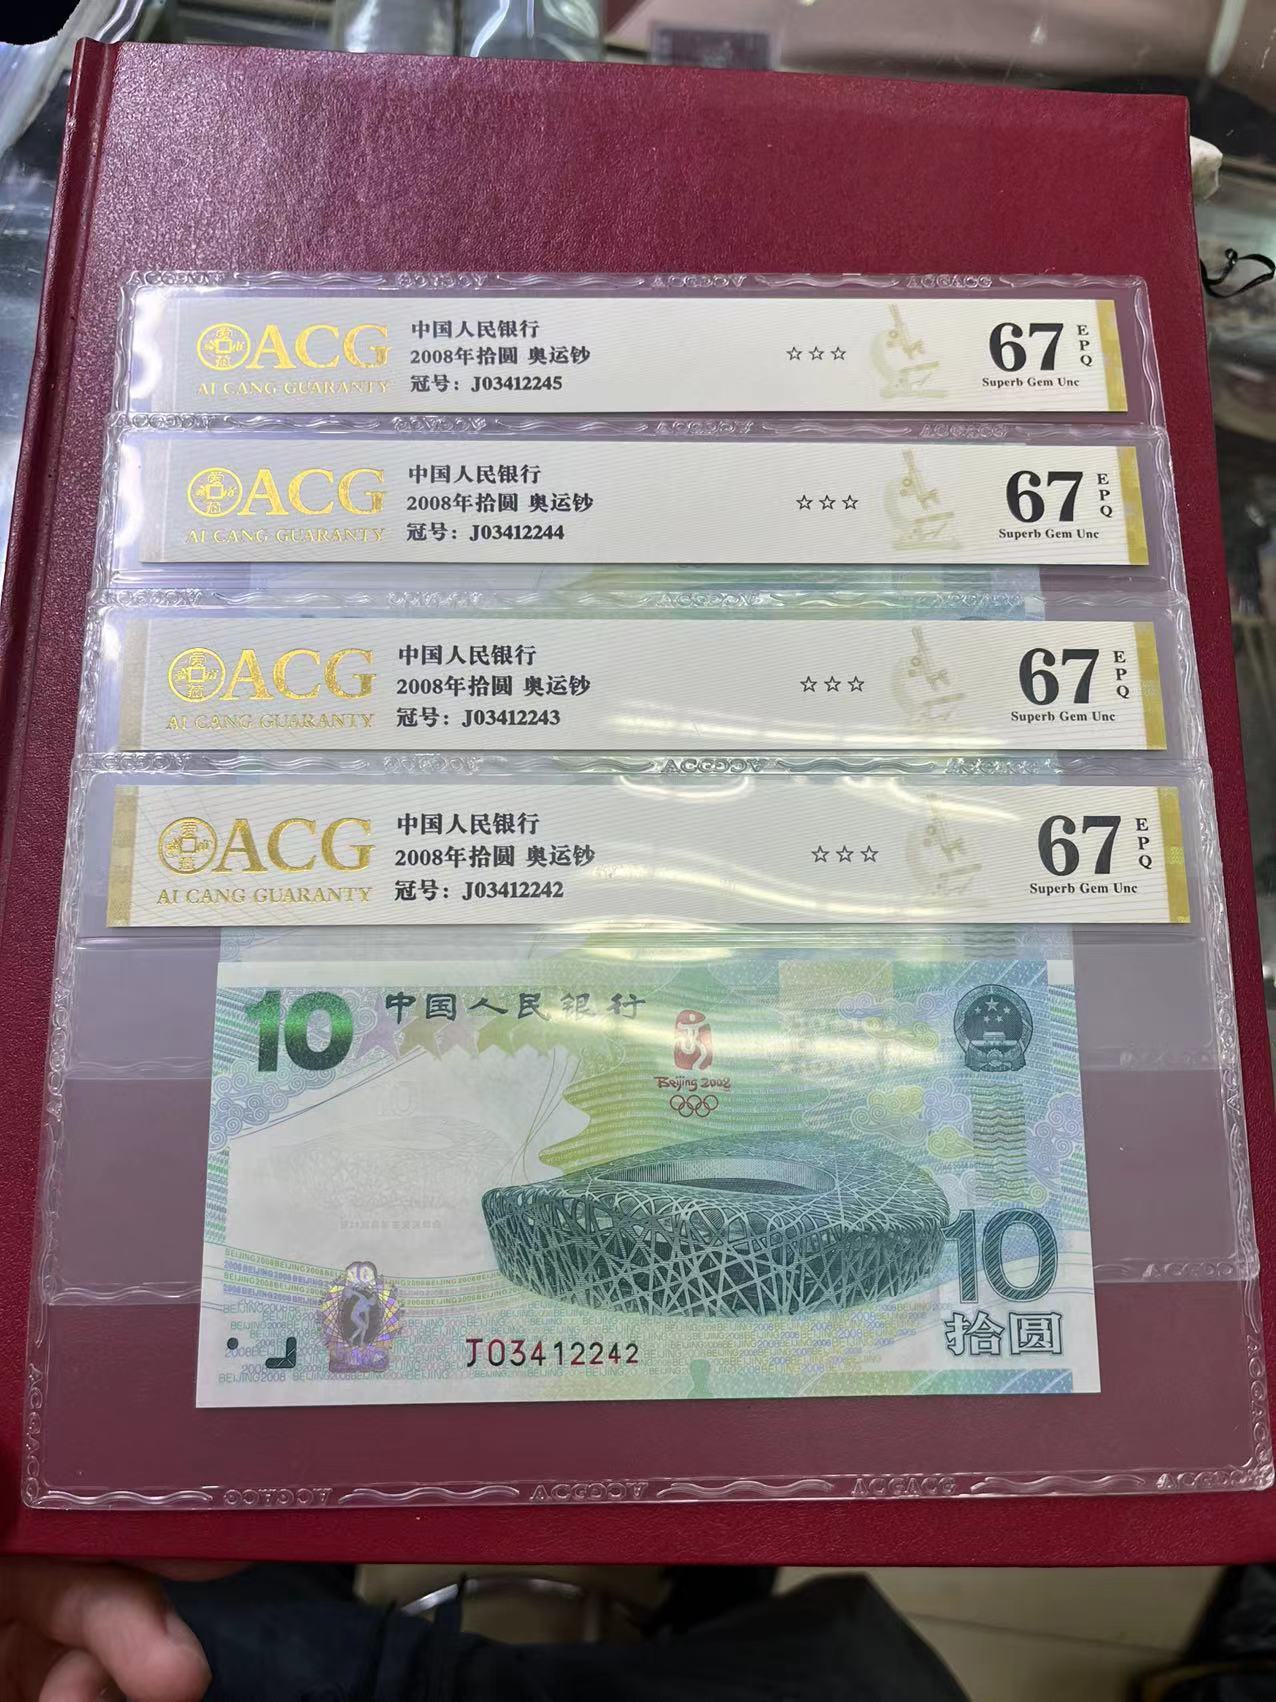 ACG
AI CANG GUARANTY
中国人民银行
2008年拾圆 奥运钞
冠号：J03412245
☆☆☆
67
EPQ
Superb Gem Unc
ACG
AI CANG GUARANTY
中国人民银行
2008年拾圆 奥运钞
冠号：J03412244
☆☆☆
67
EPQ
Superb Gem Unc
ACG
AI CANG GUARANTY
中国人民银行
2008年拾圆 奥运钞
冠号：J03412243
☆☆☆
67
EPQ
Superb Gem Unc
ACG
AI CANG GUARANTY
中国人民银行
2008年拾圆 奥运钞
冠号：J03412242
☆☆☆
67
EPQ
Superb Gem Unc
10 中国人民银行
Beijing 2008
10
拾圆
J03412242